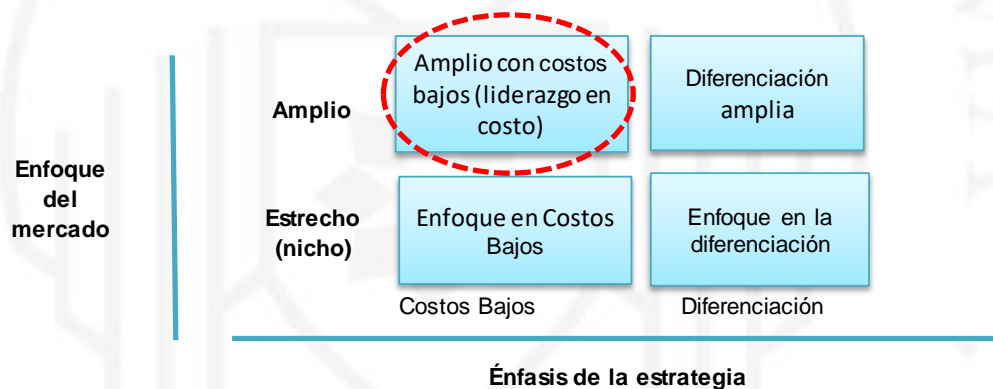 Amplio con costos
bajos (liderazgo en
costo)
Diferenciación
amplia
Amplio
Enfoque
del
mercado
Estrecho
(nicho)
Enfoque en Costos
Bajos
Enfoque en la
diferenciación
Costos Bajos
Diferenciación
Énfasis de la estrategia